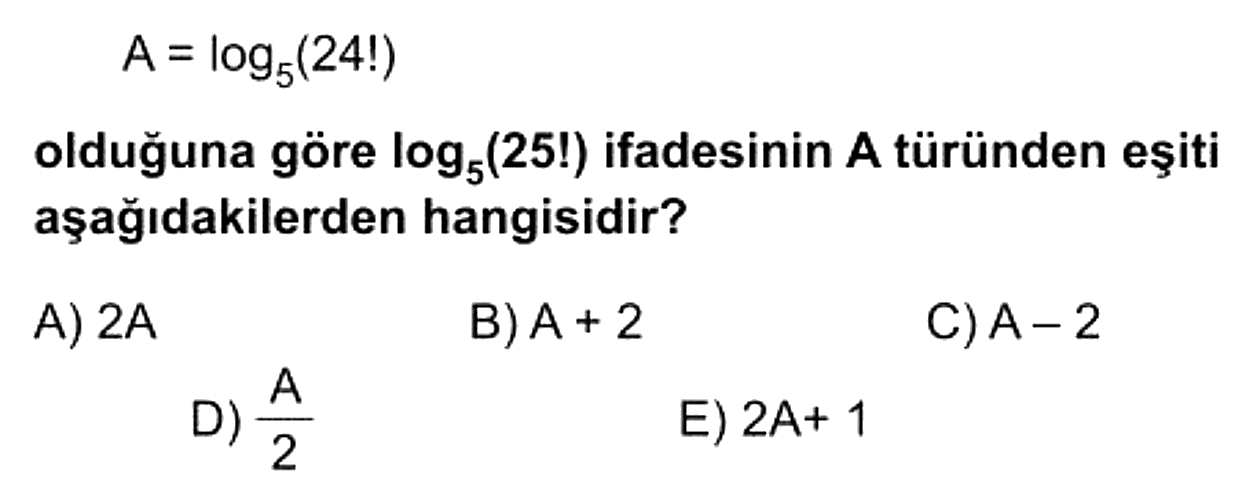 A = log₅(24!)
olduğuna göre log₅(25!) ifadesinin A türünden eşiti
aşağıdakilerden hangisidir?
A) 2A B) A + 2 C) A – 2
D) A/2 E) 2A+ 1